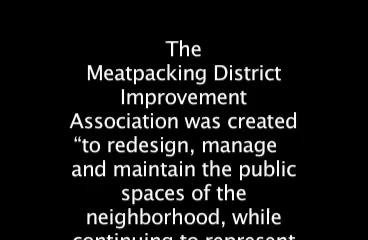 The
Meatpacking District
Improvement
Association was created
“to redesign, manage
and maintain the public
spaces of the
neighborhood, while
continuing to represent